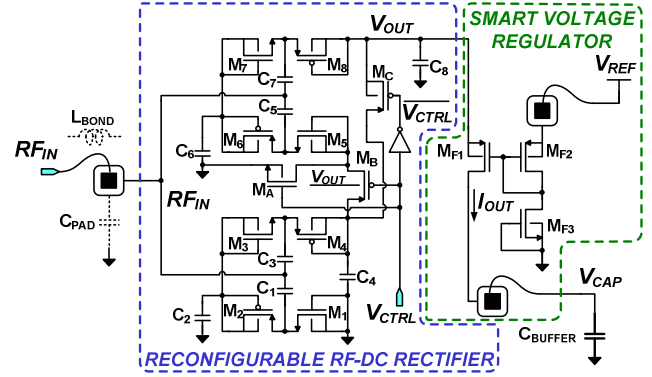 SMART VOLTAGE
REGULATOR
VOUT
VREF
M7
M8
C7
C8
MC
VCTRL
LBOND
C5
RFIN
C6
M6
M5
MB
MF1
MF2
VOUT
MA
RFIN
IOUT
CPAD
M3
M4
MF3
C3
C4
C1
VCTRL
VCAP
C2
M2
M1
CBUFFER
RECONFIGURABLE RF-DC RECTIFIER